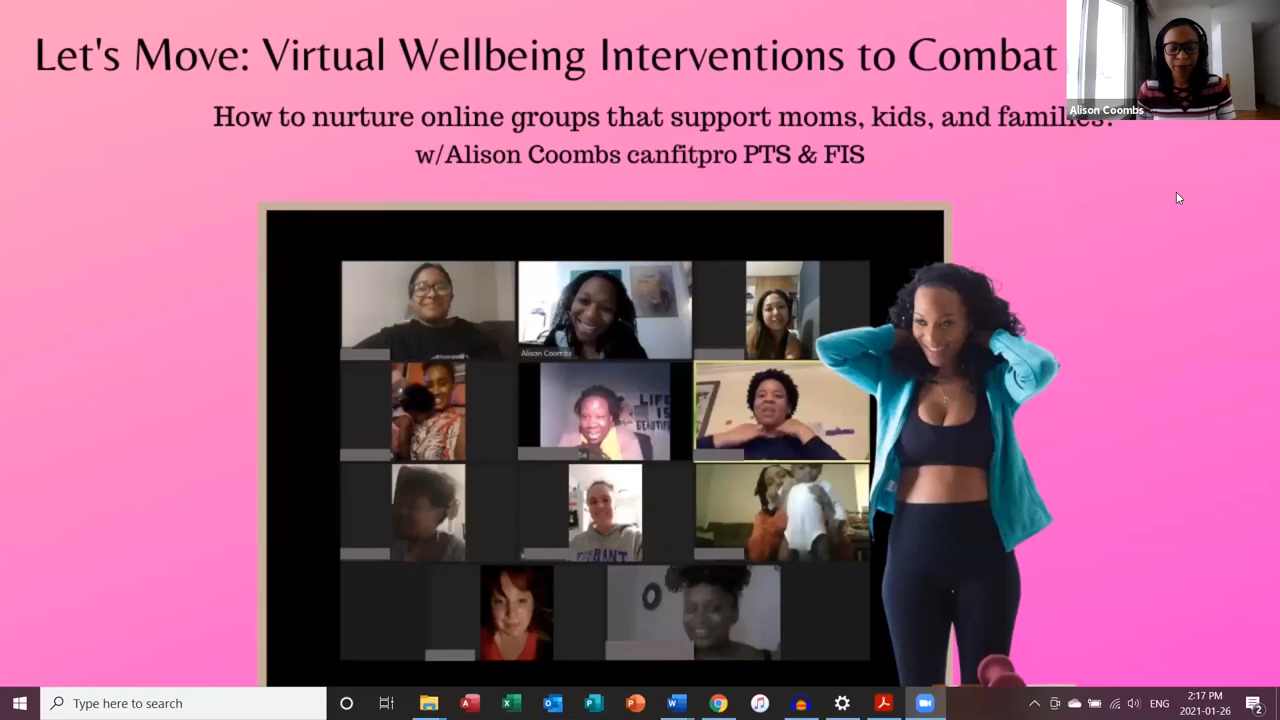 Let's Move: Virtual Wellbeing Interventions to Combat
Alison Coombs
How to nurture online groups that support moms, kids, and families?
w/Alison Coombs canfitpro PTS & FIS
Alison Coombs
LIFE
IS
BEAUTIFUL
Type here to search
ENG
2:17 PM
2021-01-26
2